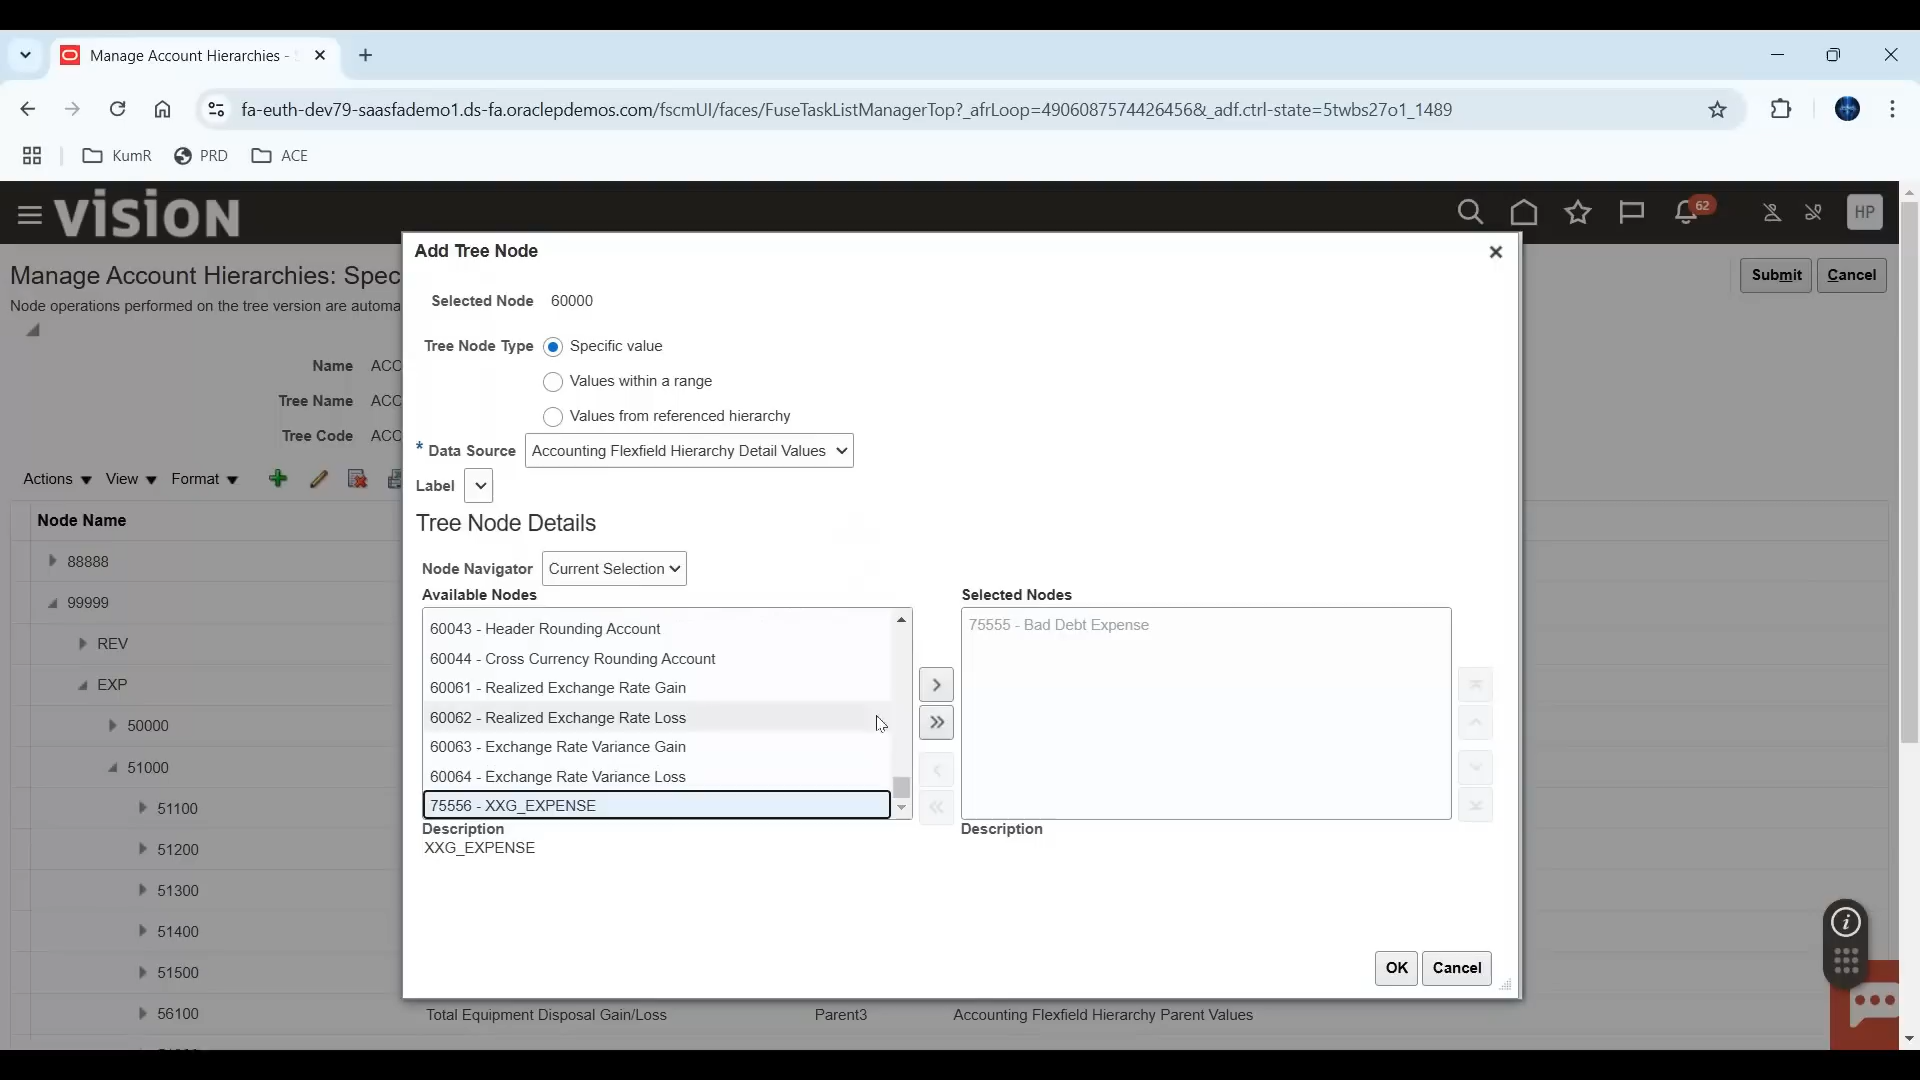 Manage Account Hierarchies -
fa-euth-dev79-saasfademo1.ds-fa.oraclepdemos.com/fscmUI/faces/FuseTaskListManagerTop?_afrLoop=4906087574426456&_adf.ctrl-state=5twbs27o1_1489
KumR PRD ACE
VISION
62
HP
Manage Account Hierarchies: Spec
Node operations performed on the tree version are automa
Submit Cancel
Name ACC
Tree Name ACC
Tree Code ACC
Actions View Format
Node Name
88888
99999
REV
EXP
50000
51000
51100
51200
51300
51400
51500
56100 Total Equipment Disposal Gain/Loss Parent3 Accounting Flexfield Hierarchy Parent Values
Add Tree Node
Selected Node 60000
Tree Node Type Specific value
Values within a range
Values from referenced hierarchy
* Data Source Accounting Flexfield Hierarchy Detail Values
Label
Tree Node Details
Node Navigator Current Selection
Available Nodes
60043 - Header Rounding Account
60044 - Cross Currency Rounding Account
60061 - Realized Exchange Rate Gain
60062 - Realized Exchange Rate Loss
60063 - Exchange Rate Variance Gain
60064 - Exchange Rate Variance Loss
75556 - XXG_EXPENSE
Description
XXG_EXPENSE
Selected Nodes
75555 - Bad Debt Expense
Description
OK Cancel